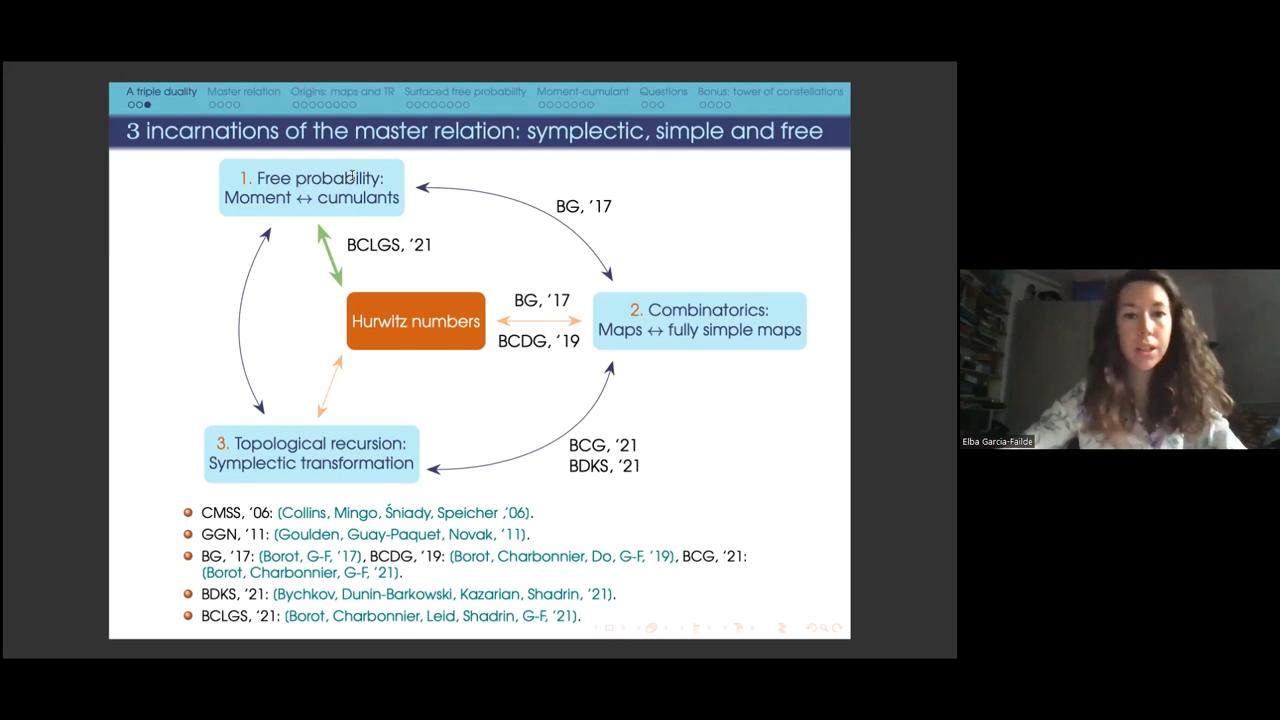 A triple duality Master relation Origins: maps and TR Surfaced free probability Moment-cumulant Questions Bonus: tower of constellations
3 incarnations of the master relation: symplectic, simple and free
1. Free probability:
Moment ↔ cumulants
BG, '17
BCLGS, '21
Hurwitz numbers
BG, '17
BCDG, '19
2. Combinatorics:
Maps ↔ fully simple maps
3. Topological recursion:
Symplectic transformation
BCG, '21
BDKS, '21
CMSS, '06: (Collins, Mingo, Śniady, Speicher ,'06).
GGN, '11: (Goulden, Guay-Paquet, Novak, '11).
BG, '17: (Borot, G-F, '17), BCDG, '19: (Borot, Charbonnier, Do, G-F, '19), BCG, '21:
(Borot, Charbonnier, G-F, '21).
BDKS, '21: (Bychkov, Dunin-Barkowski, Kazarian, Shadrin, '21).
BCLGS, '21: (Borot, Charbonnier, Leid, Shadrin, G-F, '21).
Elba Garcia-Failde